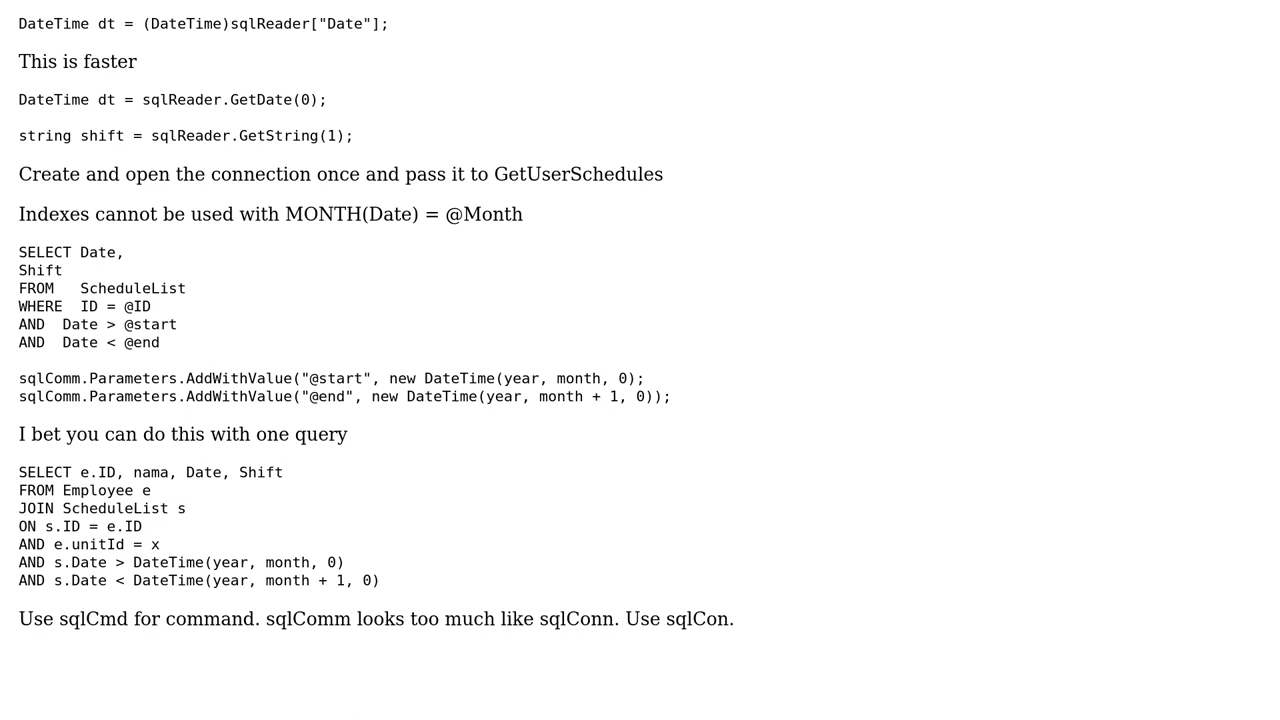 DateTime dt = (DateTime)sqlReader["Date"];
This is faster
DateTime dt = sqlReader.GetDate(0);
string shift = sqlReader.GetString(1);
Create and open the connection once and pass it to GetUserSchedules
Indexes cannot be used with MONTH(Date) = @Month
SELECT Date,
Shift
FROM   ScheduleList
WHERE  ID = @ID
AND  Date > @start
AND  Date < @end
sqlComm.Parameters.AddWithValue("@start", new DateTime(year, month, 0);
sqlComm.Parameters.AddWithValue("@end", new DateTime(year, month + 1, 0));
I bet you can do this with one query
SELECT e.ID, nama, Date, Shift
FROM Employee e
JOIN ScheduleList s
ON s.ID = e.ID
AND e.unitId = x
AND s.Date > DateTime(year, month, 0)
AND s.Date < DateTime(year, month + 1, 0)
Use sqlCmd for command. sqlComm looks too much like sqlConn. Use sqlCon.